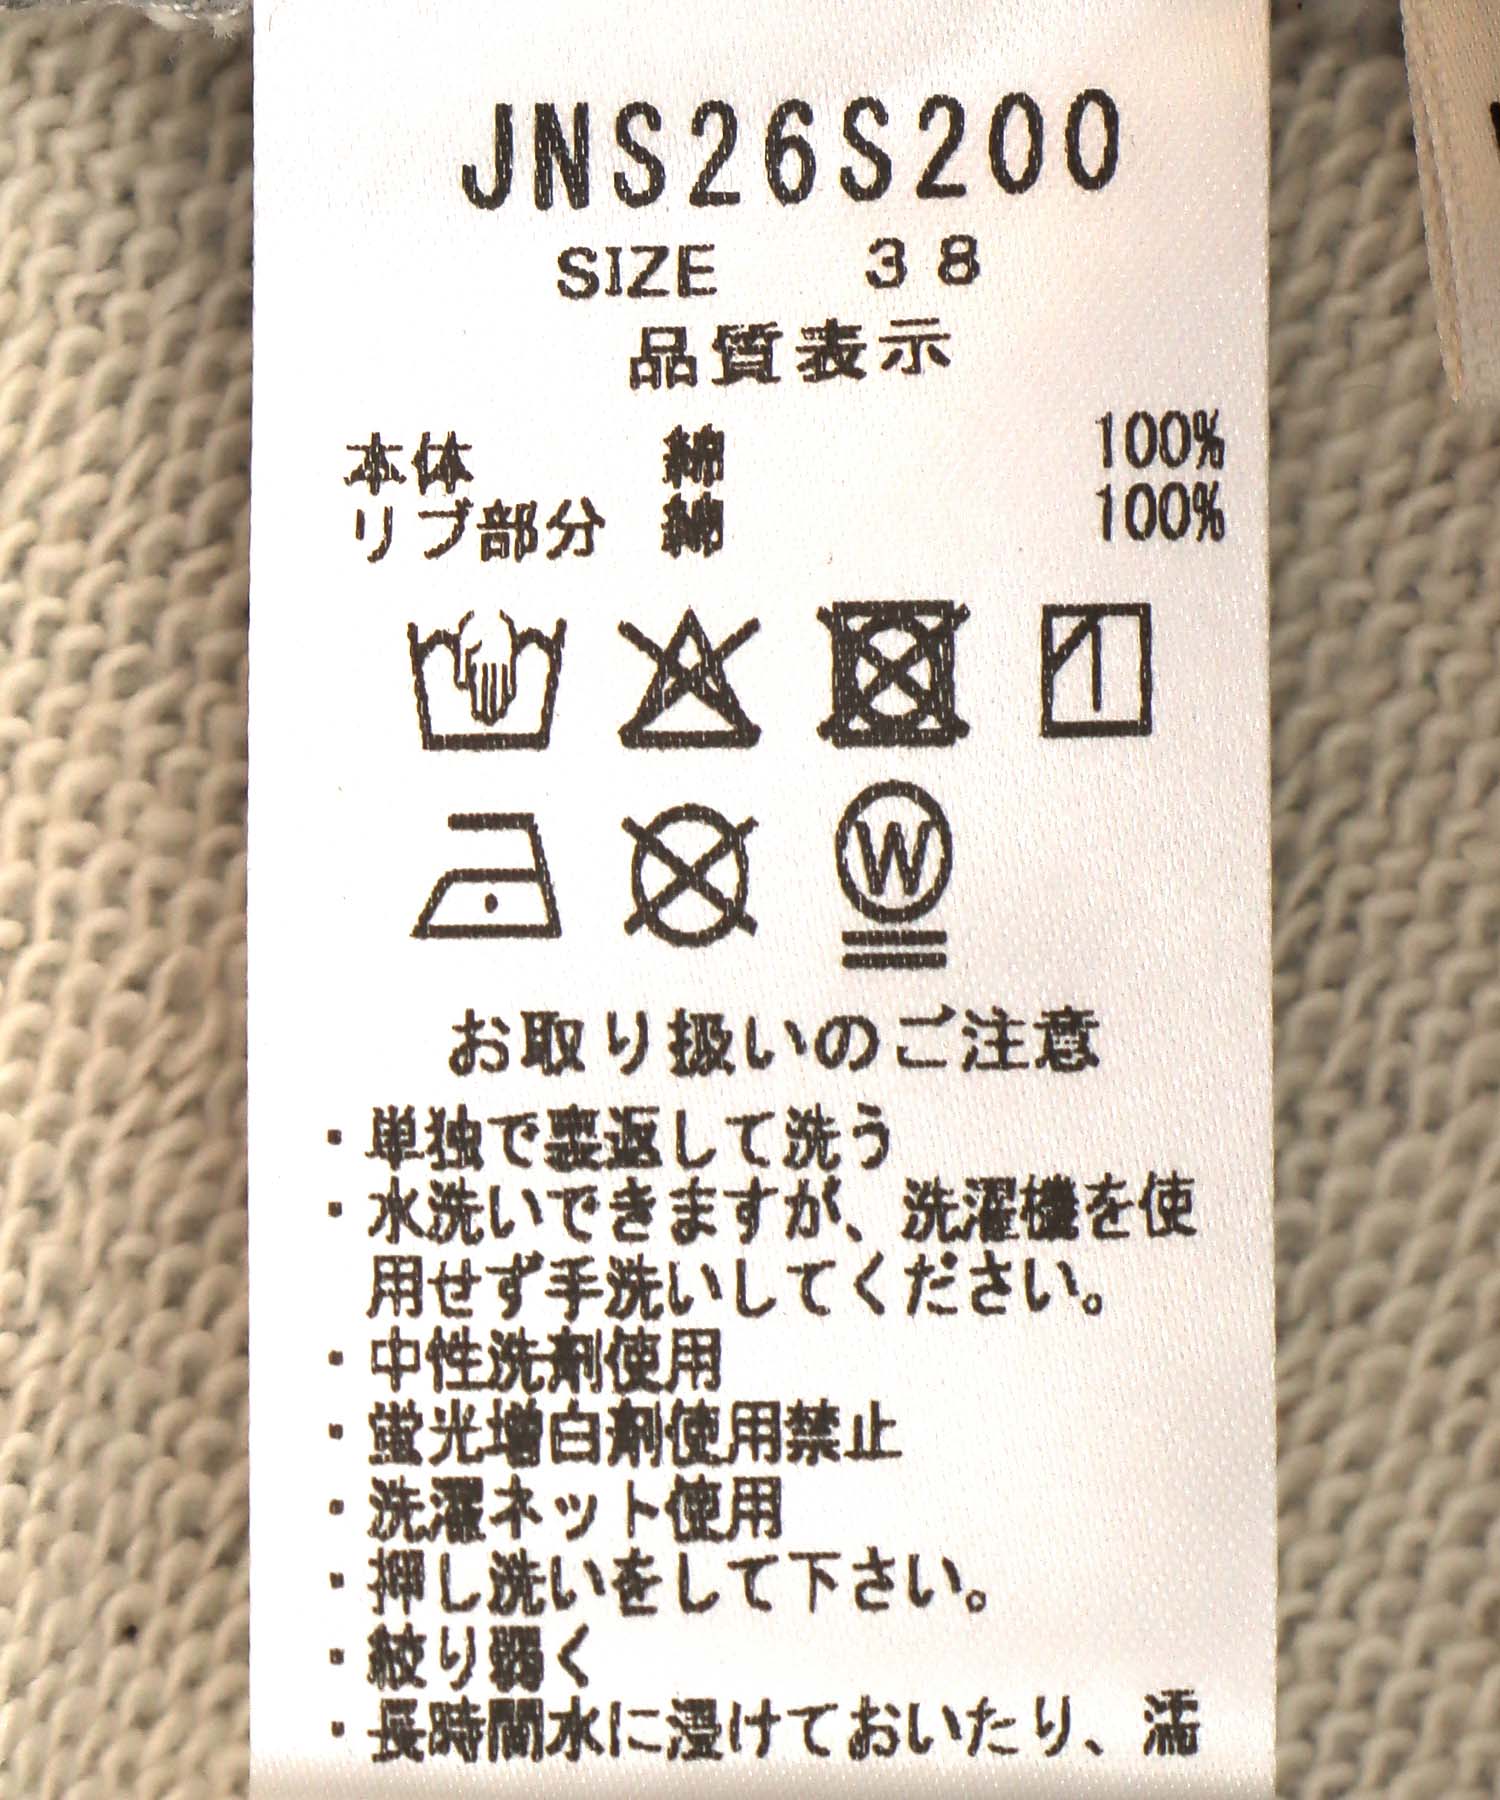 JNS26S200
SIZE 38
品質表示
本体 綿 100%
リブ部分 綿 100%
W
お取り扱いのご注意
・単独で裏返して洗う
・水洗いできますが、洗濯機を使
用せず手洗いしてください。
・中性洗剤使用
・蛍光増白剤使用禁止
・洗濯ネット使用
・押し洗いをして下さい。
・絞り弱く
・長時間水に浸けておいたり、濡